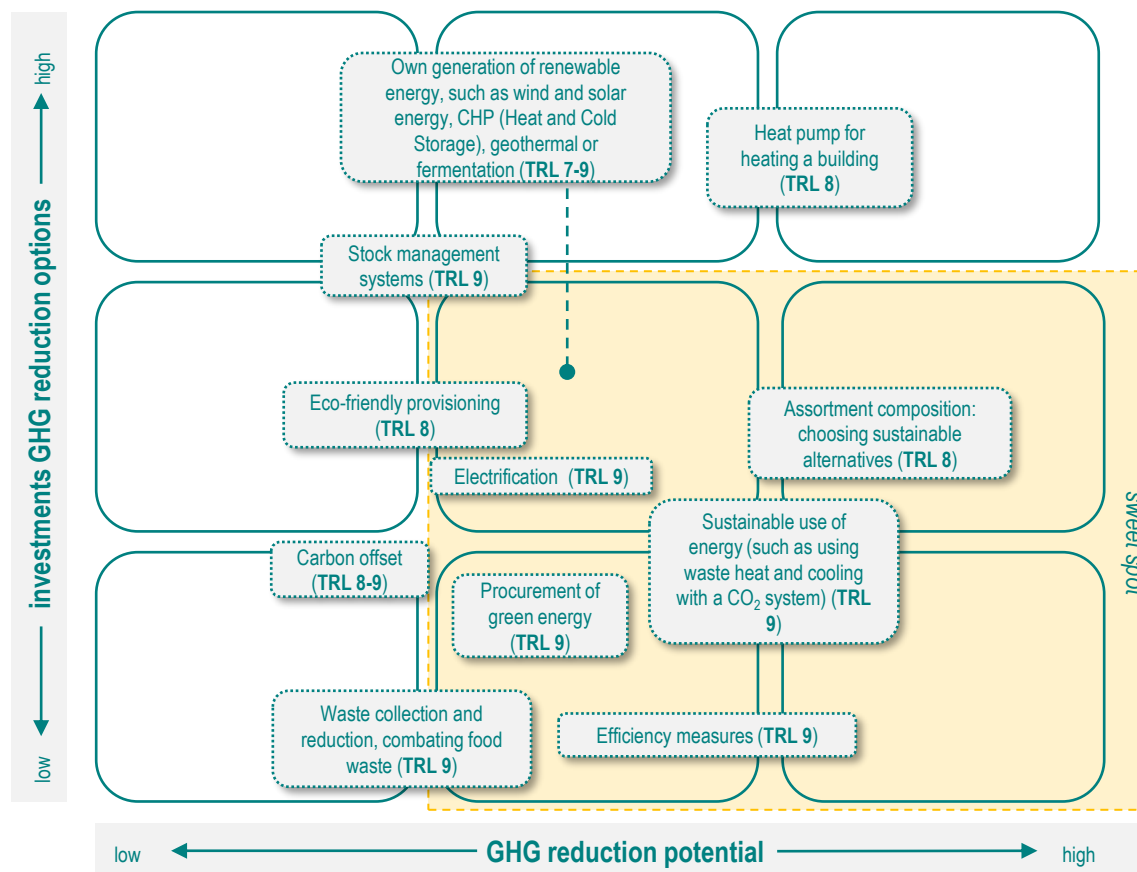 high
investments GHG reduction options
low
Own generation of renewable
energy, such as wind and solar
energy, CHP (Heat and Cold
Storage), geothermal or
fermentation (TRL 7-9)
Heat pump for
heating a building
(TRL 8)
Stock management
systems (TRL 9)
Eco-friendly provisioning
(TRL 8)
Assortment composition:
choosing sustainable
alternatives (TRL 8)
Electrification (TRL 9)
Sustainable use of
energy (such as using
waste heat and cooling
with a CO₂ system) (TRL
9)
sweet spot
Carbon offset
(TRL 8-9)
Procurement of
green energy
(TRL 9)
Waste collection and
reduction, combating food
waste (TRL 9)
Efficiency measures (TRL 9)
low
GHG reduction potential
high